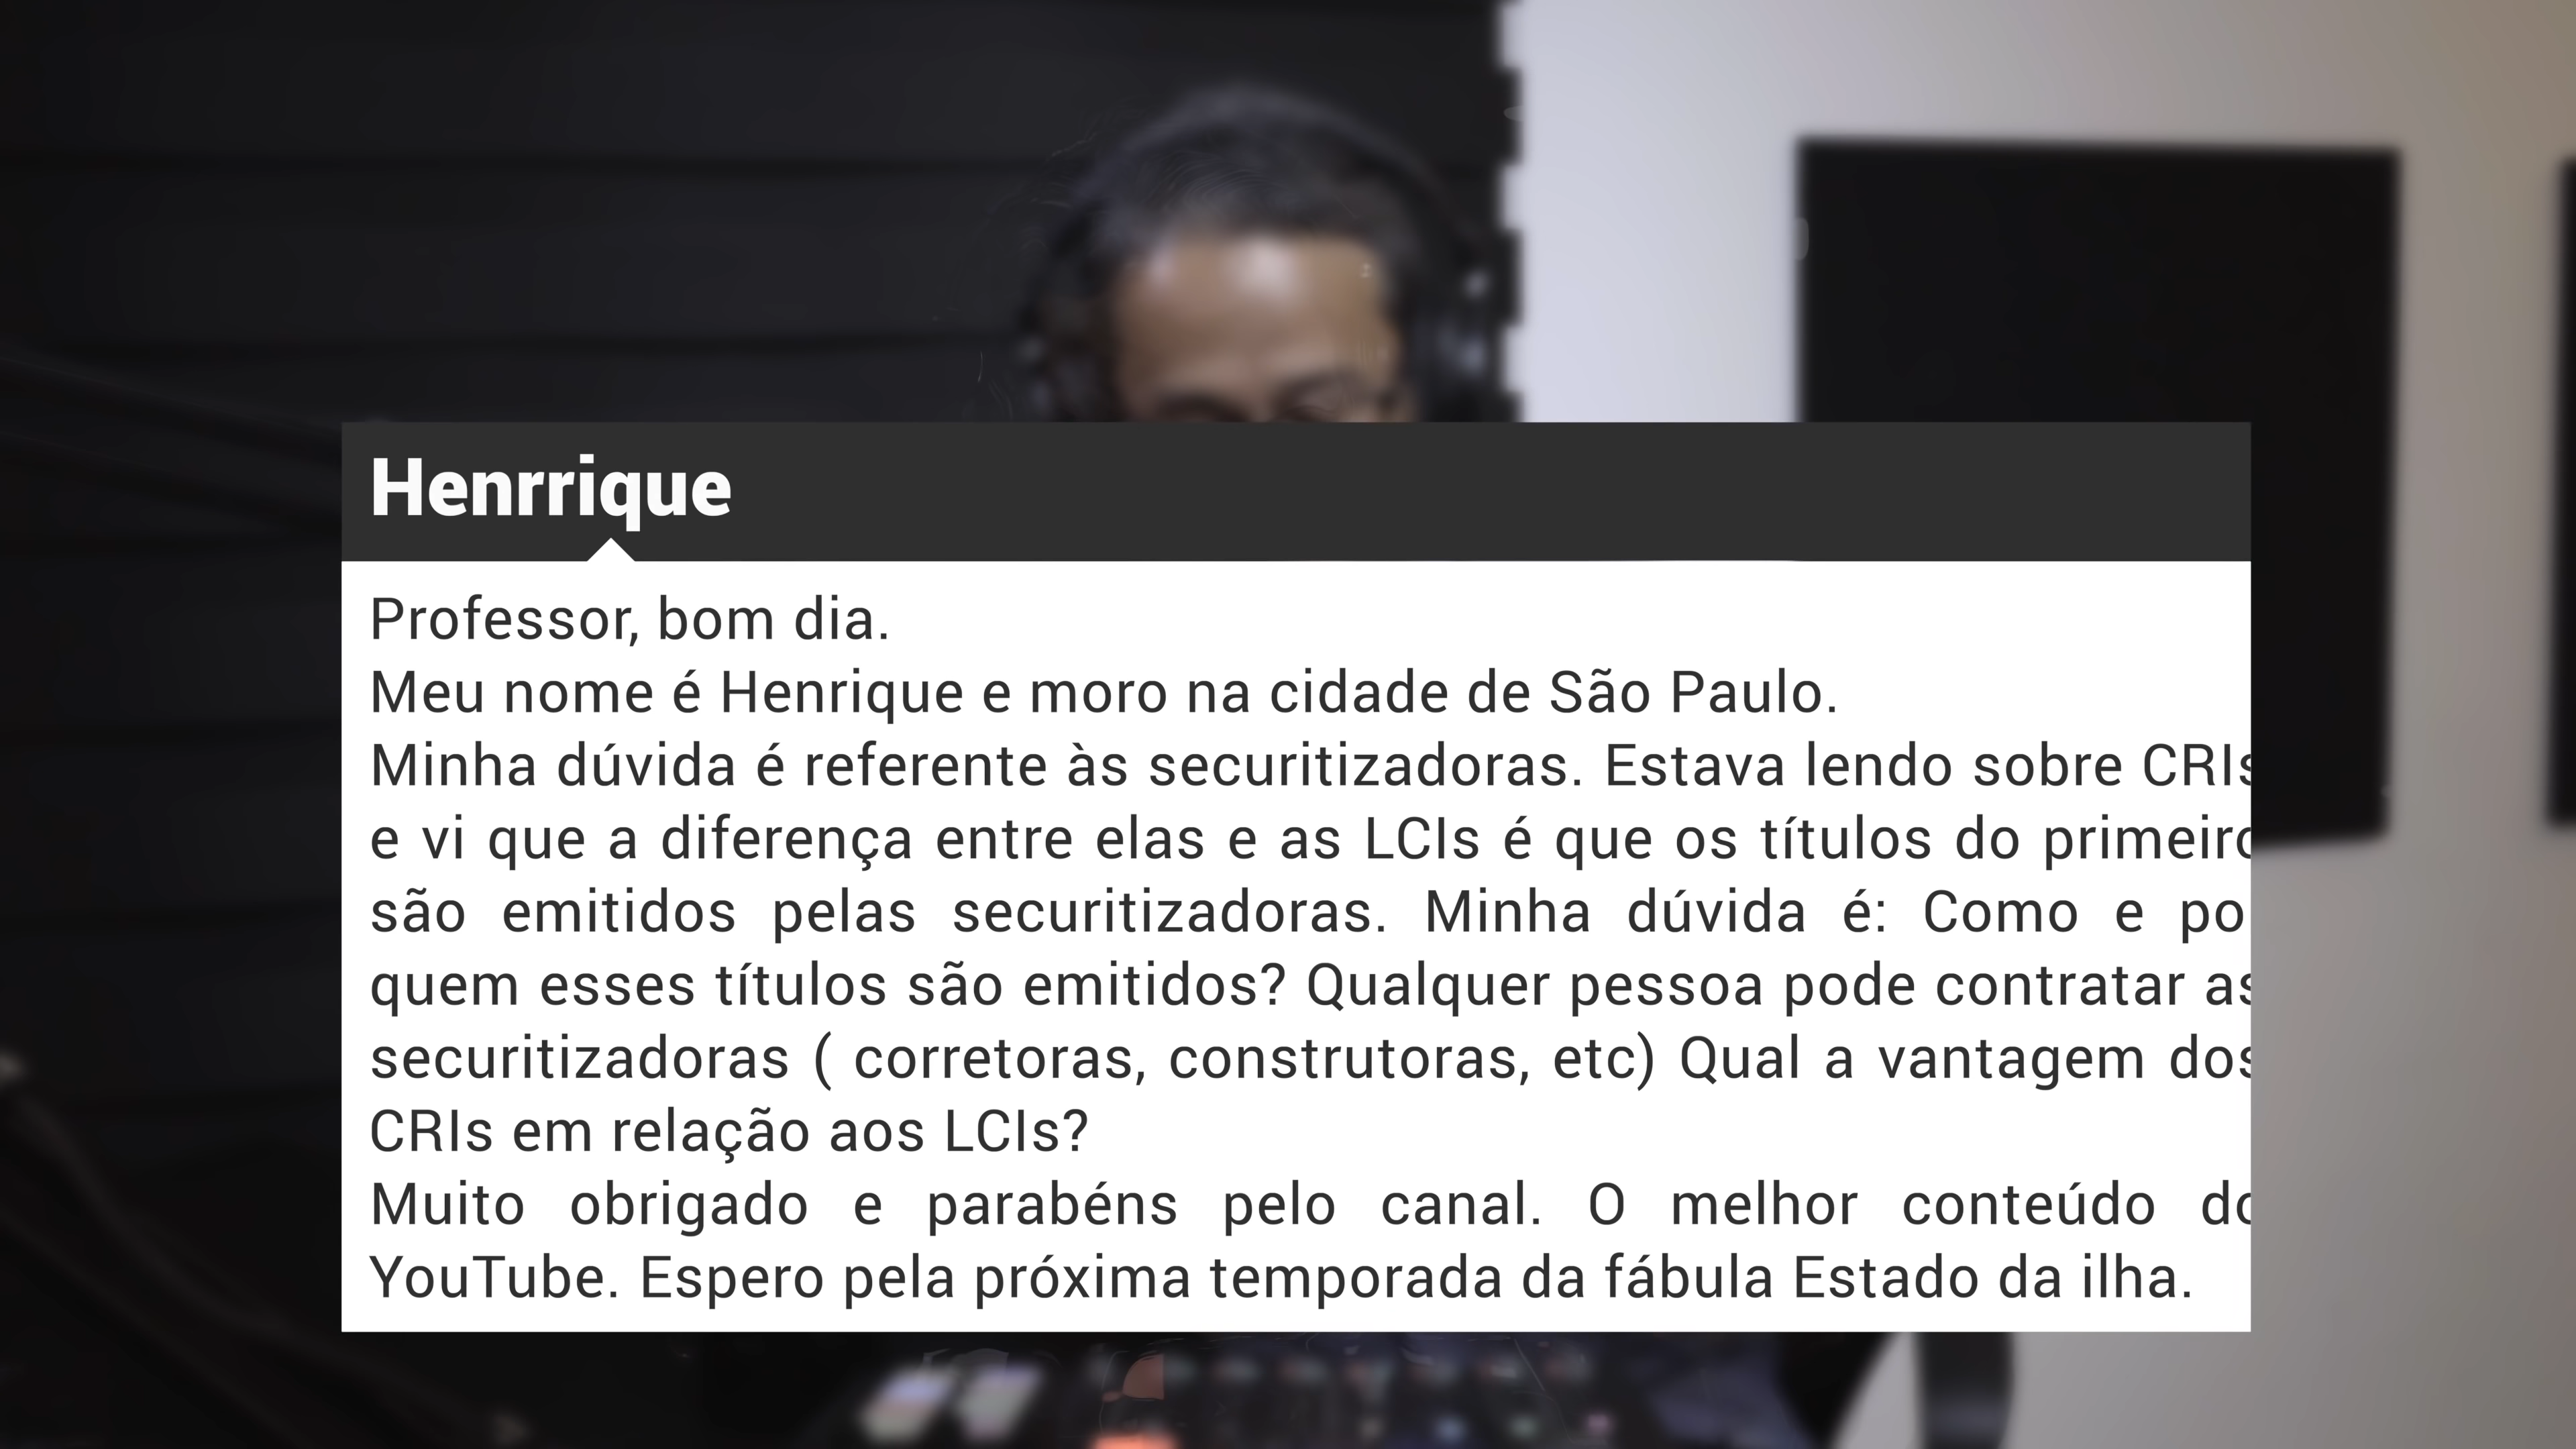 Henrrique
Professor, bom dia.
Meu nome é Henrique e moro na cidade de São Paulo.
Minha dúvida é referente às securitizadoras. Estava lendo sobre CRIs
e vi que a diferença entre elas e as LCIs é que os títulos do primeiro
são emitidos pelas securitizadoras. Minha dúvida é: Como e po
quem esses títulos são emitidos? Qualquer pessoa pode contratar as
securitizadoras ( corretoras, construtoras, etc) Qual a vantagem dos
CRIs em relação aos LCIs?
Muito obrigado e parabéns pelo canal. O melhor conteúdo do
YouTube. Espero pela próxima temporada da fábula Estado da ilha.